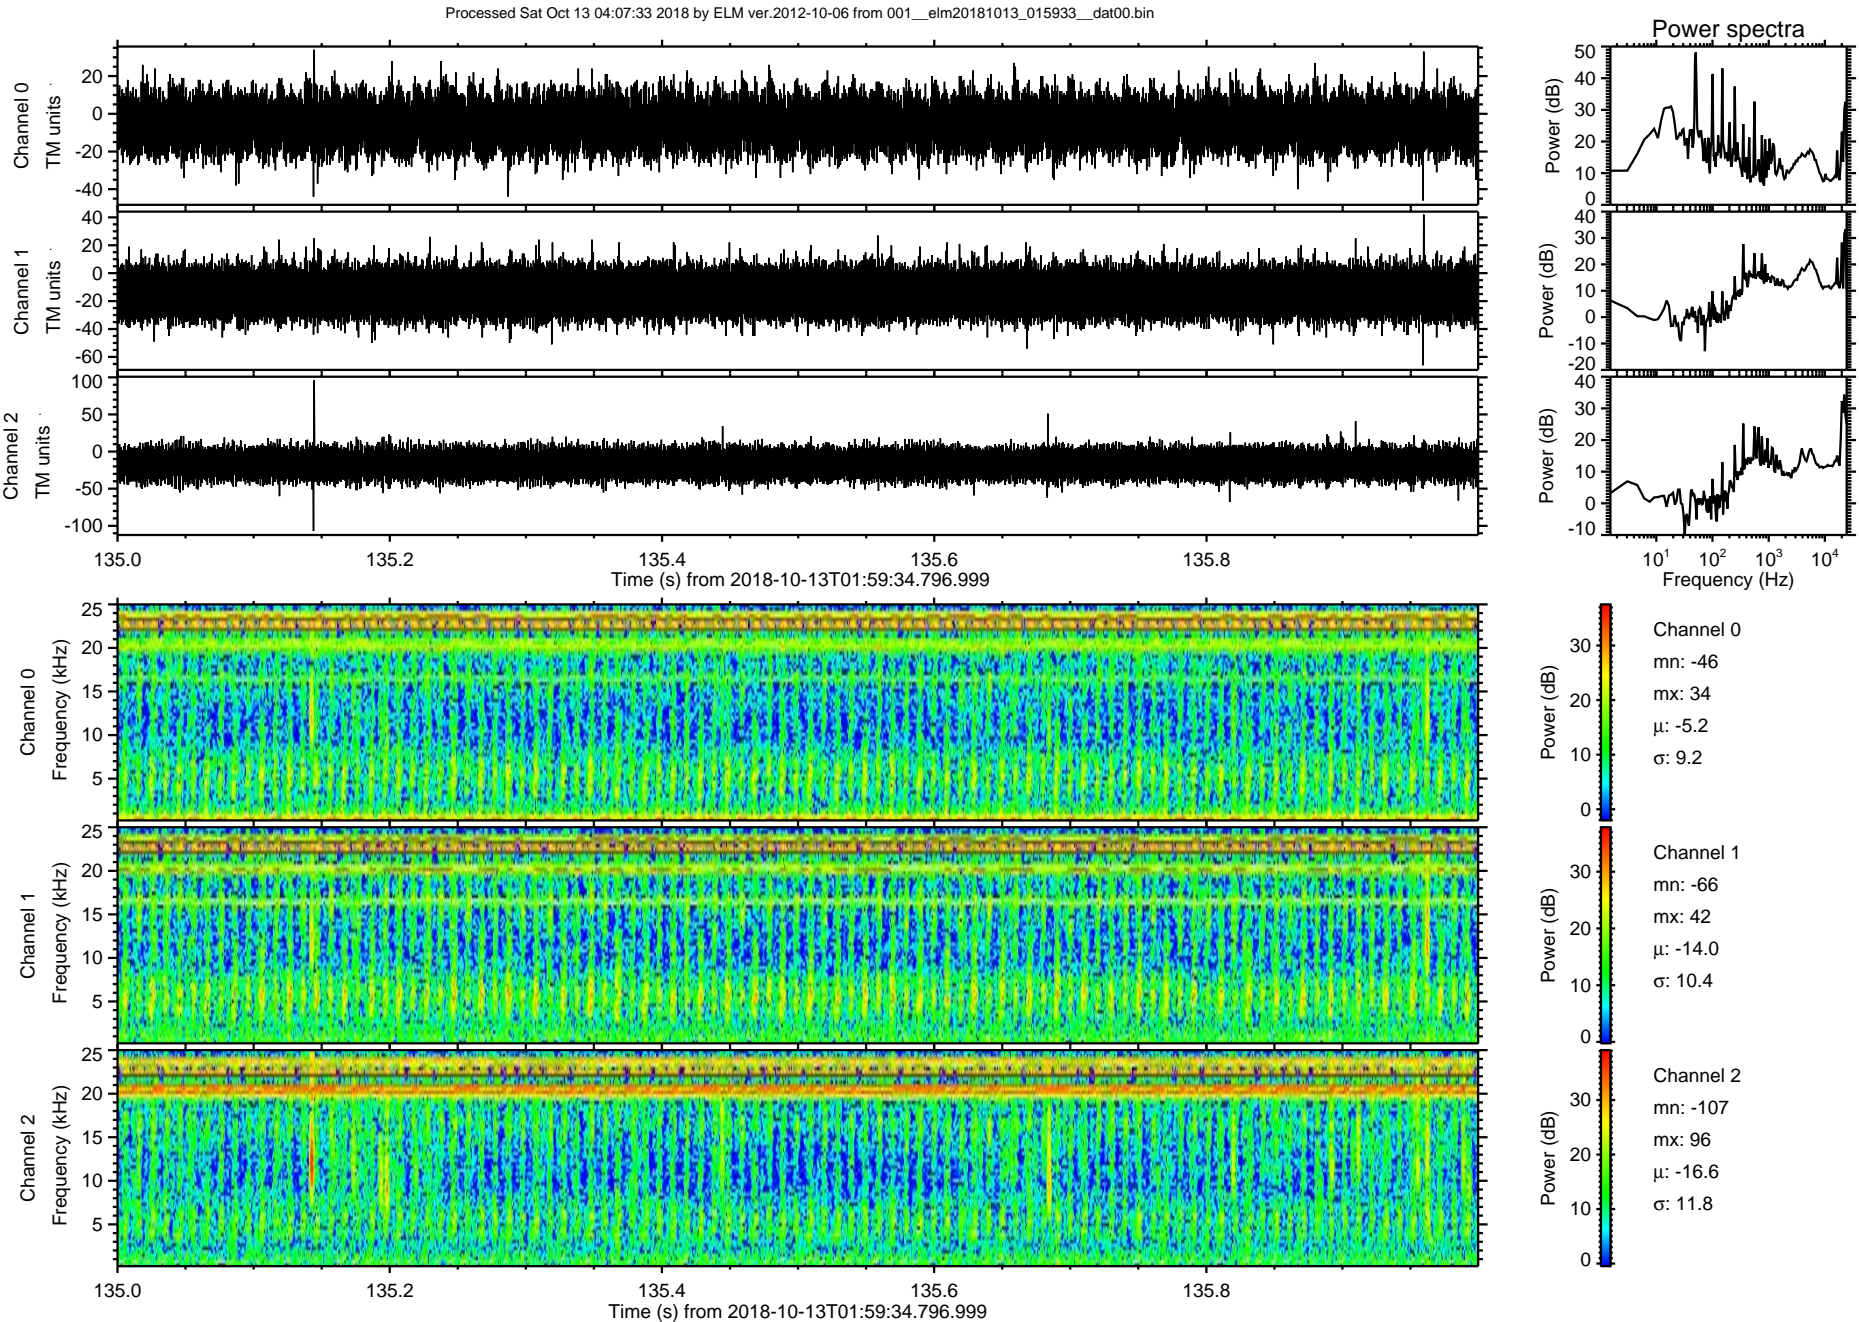 Processed Sat Oct 13 04:07:33 2018 by ELM ver.2012-10-06 from 001__elm20181013_015933__dat00.bin
Power spectra
Channel 0
TM units
20
0
-20
-40
Power (dB)
50
40
30
20
10
0
Channel 1
TM units
40
20
0
-20
-40
-60
Power (dB)
40
30
20
10
0
-10
-20
Channel 2
TM units
100
50
0
-50
-100
Power (dB)
40
30
20
10
0
-10
135.0 135.2 135.4 135.6 135.8
Time (s) from 2018-10-13T01:59:34.796.999
10¹ 10² 10³ 10⁴
Frequency (Hz)
Channel 0
Frequency (kHz)
25
20
15
10
5
Power (dB)
30
20
10
0
Channel 0
mn: -46
mx: 34
μ: -5.2
σ: 9.2
Channel 1
Frequency (kHz)
25
20
15
10
5
Power (dB)
30
20
10
0
Channel 1
mn: -66
mx: 42
μ: -14.0
σ: 10.4
Channel 2
Frequency (kHz)
25
20
15
10
5
Power (dB)
30
20
10
0
Channel 2
mn: -107
mx: 96
μ: -16.6
σ: 11.8
135.0 135.2 135.4 135.6 135.8
Time (s) from 2018-10-13T01:59:34.796.999